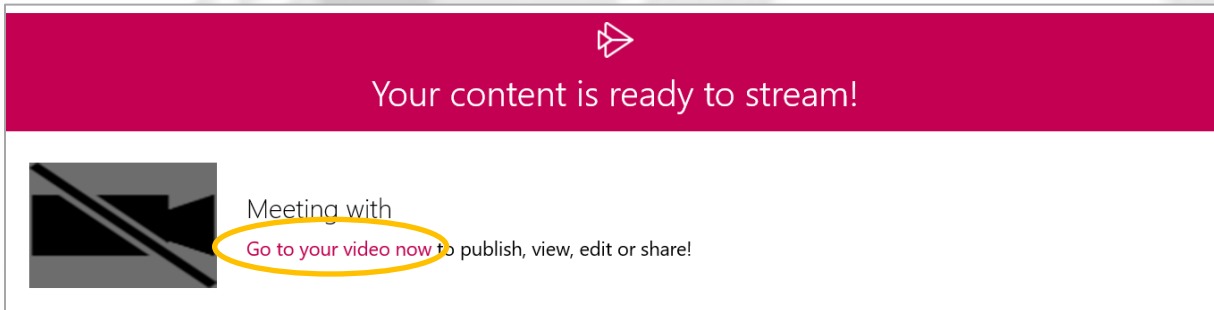 Your content is ready to stream!
Meeting with
Go to your video now to publish, view, edit or share!